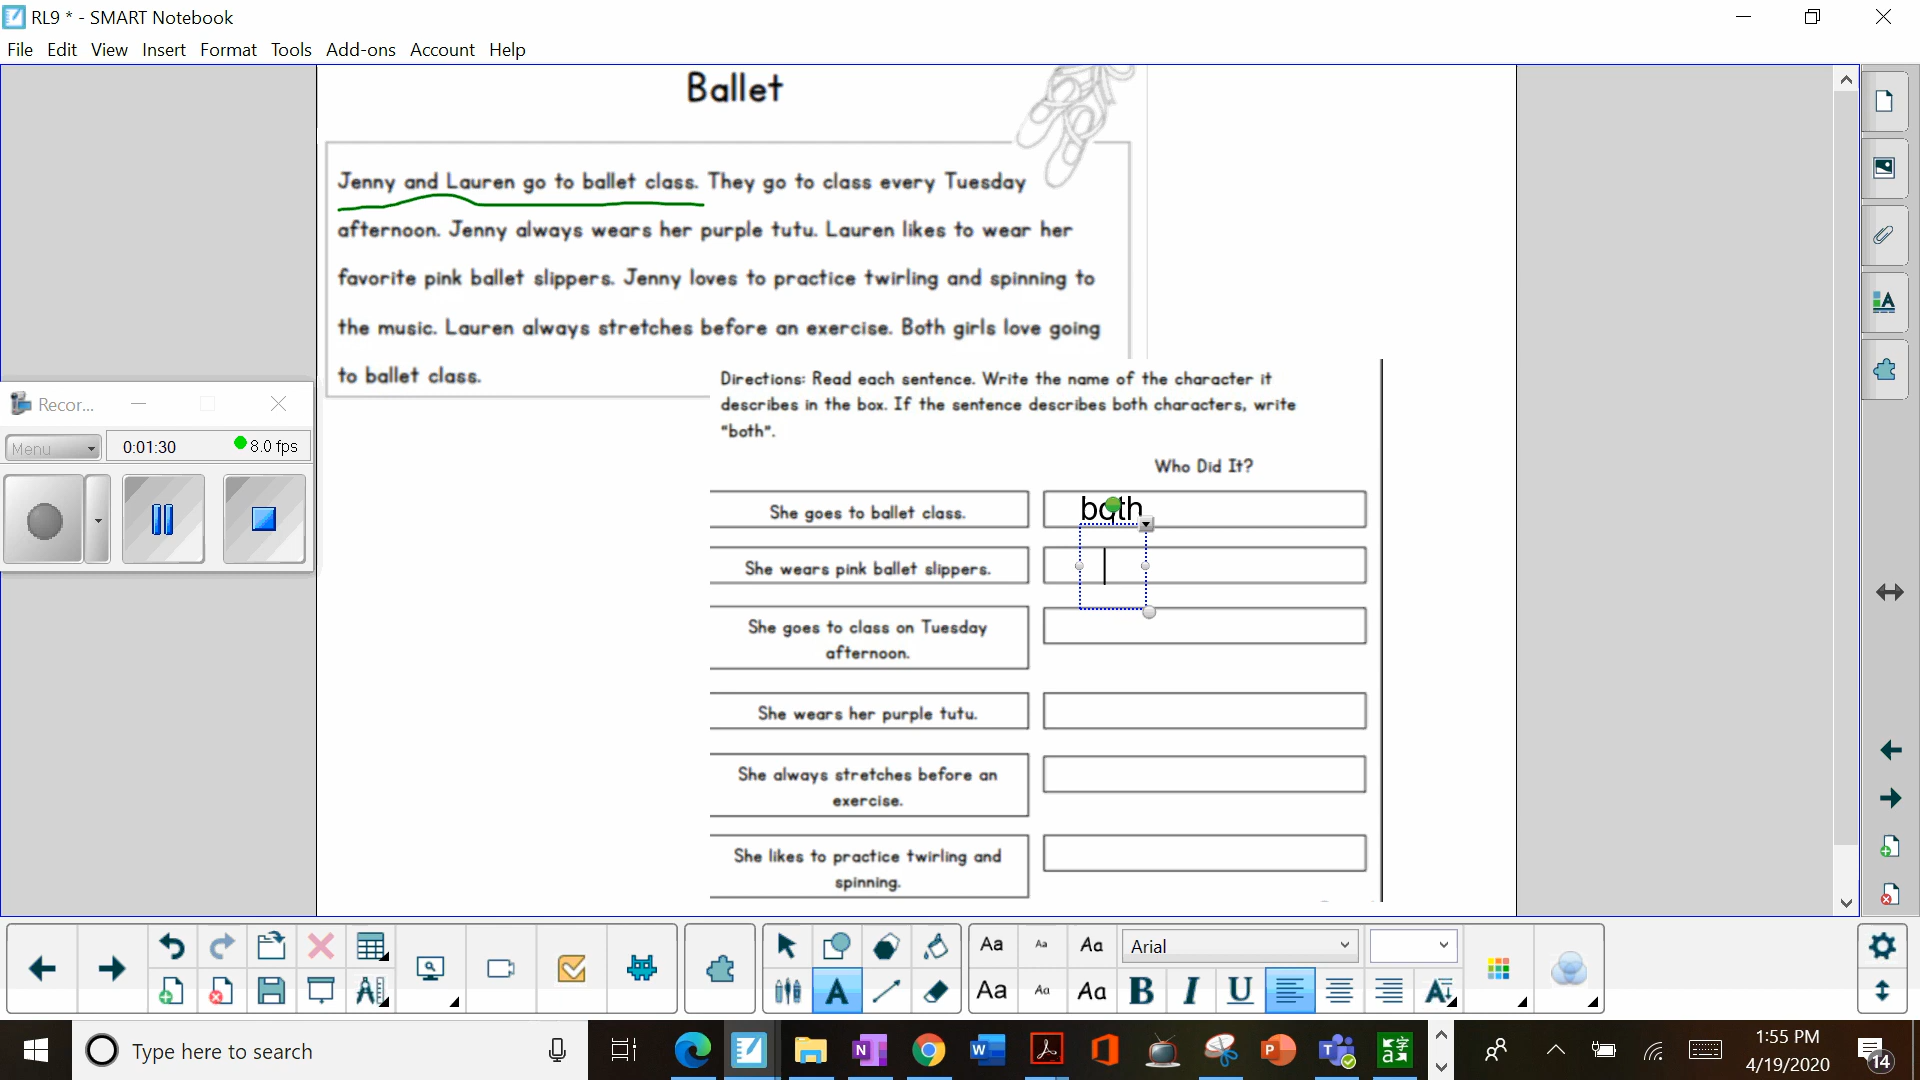 RL9 * - SMART Notebook
File Edit View Insert Format Tools Add-ons Account Help
Ballet
Jenny and Lauren go to ballet class. They go to class every Tuesday
afternoon. Jenny always wears her purple tutu. Lauren likes to wear her
favorite pink ballet slippers. Jenny loves to practice twirling and spinning to
the music. Lauren always stretches before an exercise. Both girls love going
to ballet class.
Recor...
Menu 0:01:30 8.0 fps
Directions: Read each sentence. Write the name of the character it
describes in the box. If the sentence describes both characters, write
"both".
Who Did It?
She goes to ballet class. both
She wears pink ballet slippers.
She goes to class on Tuesday
afternoon.
She wears her purple tutu.
She always stretches before an
exercise.
She likes to practice twirling and
spinning.
Aa Aa Aa Arial
A Aa Aa Aa B I U
Type here to search
1:55 PM
4/19/2020
14